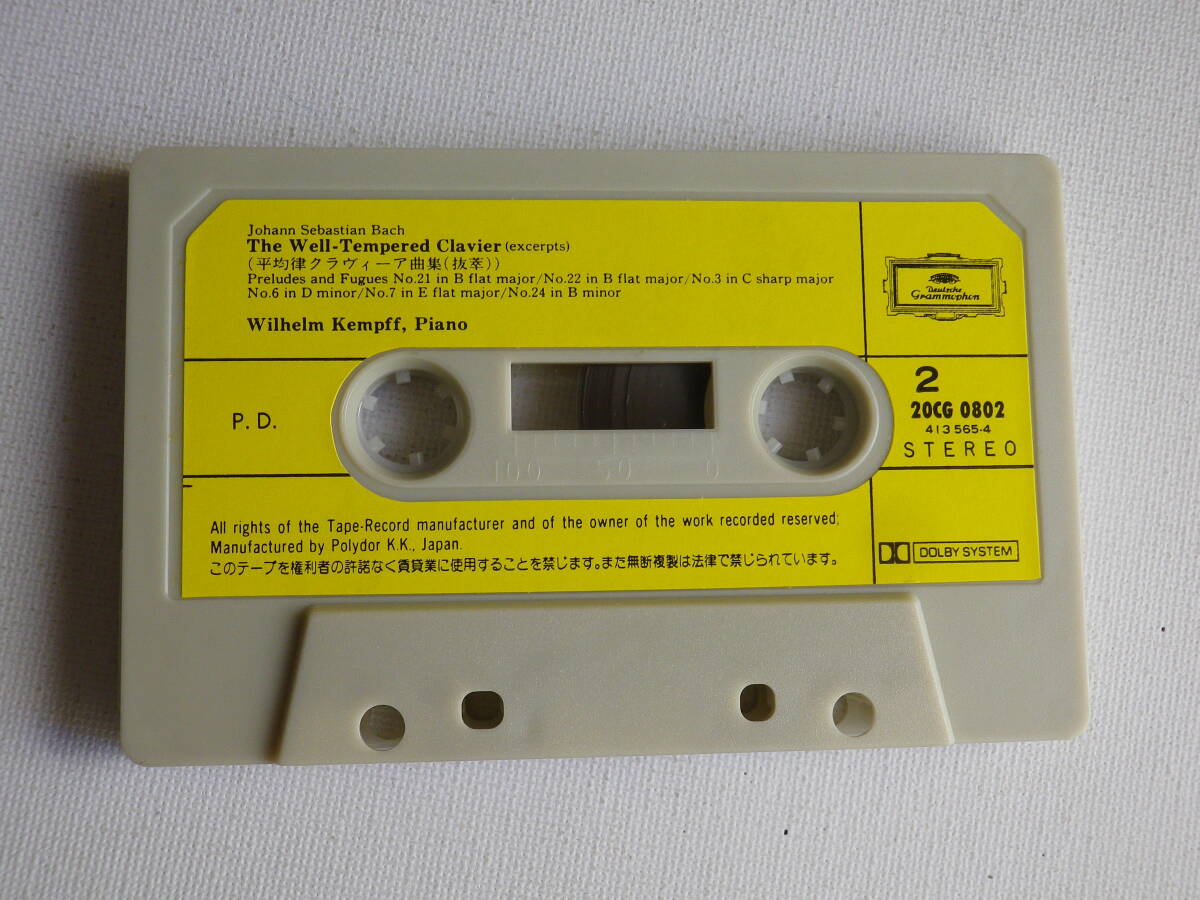 Johann Sebastian Bach
The Well-Tempered Clavier (excerpts)
(平均律クラヴィーア曲集(抜萃))
Preludes and Fugues No.21 in B flat major/No.22 in B flat major/No.3 in C sharp major
No.6 in D minor/No.7 in E flat major/No.24 in B minor
Wilhelm Kempff, Piano
Deutsche
Grammophon
P.D.
2
20CG 0802
413 565-4
STEREO
100 50 0
All rights of the Tape-Record manufacturer and of the owner of the work recorded reserved;
Manufactured by Polydor K.K., Japan.
このテープを権利者の許諾なく賃貸業に使用することを禁じます。また無断複製は法律で禁じられています。
DOLBY SYSTEM